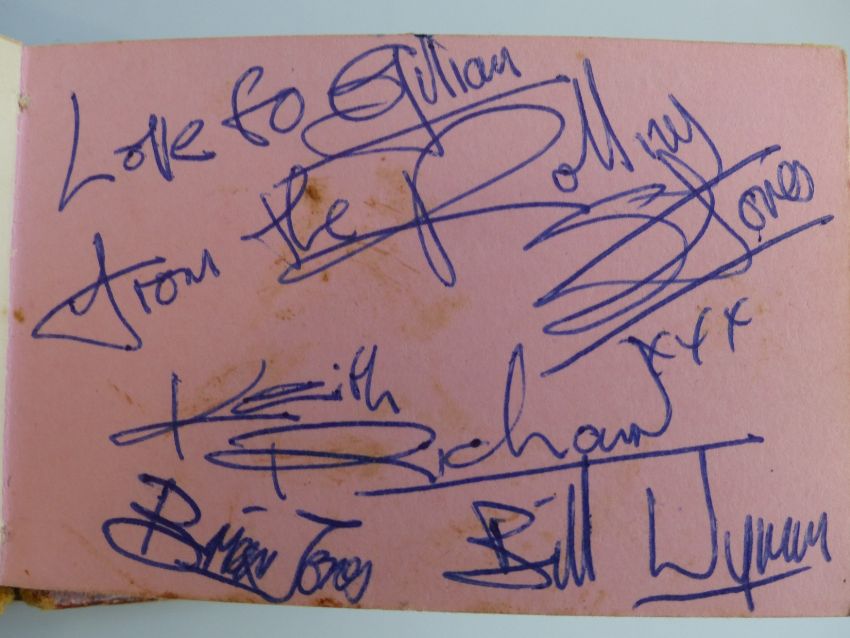 Love to Gillian
from the Rolling Stones
xxx
Keith Richard
Brian Jones
Bill Wyman